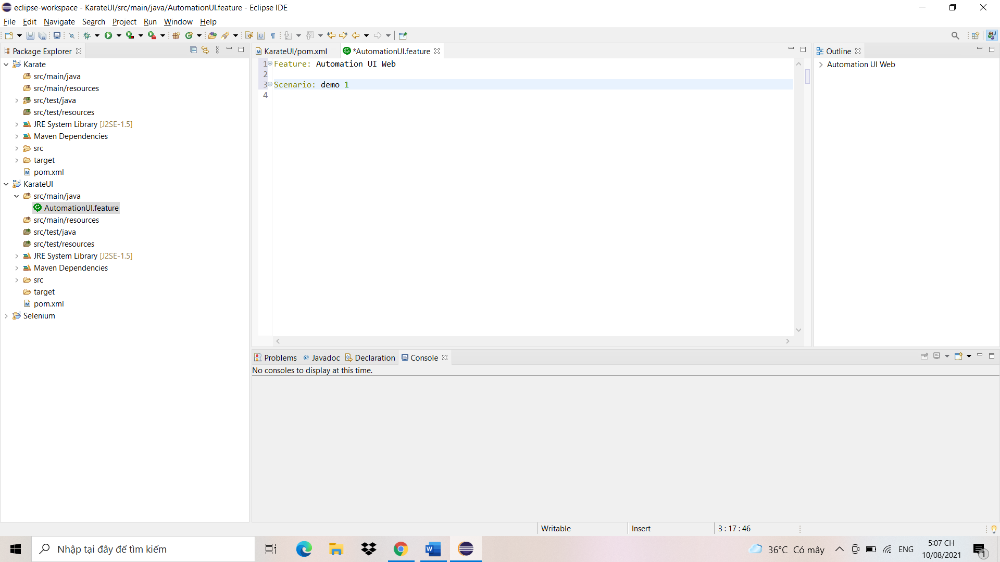 eclipse-workspace - KarateUI/src/main/java/AutomationUI.feature - Eclipse IDE
File Edit Navigate Search Project Run Window Help
Package Explorer
Karate
src/main/java
src/main/resources
src/test/java
src/test/resources
JRE System Library [J2SE-1.5]
Maven Dependencies
src
target
pom.xml
KarateUI
src/main/java
AutomationUI.feature
src/main/resources
src/test/java
src/test/resources
JRE System Library [J2SE-1.5]
Maven Dependencies
src
target
pom.xml
Selenium
KarateUI/pom.xml *AutomationUI.feature
1 Feature: Automation UI Web
2
3 Scenario: demo 1
4
Outline
Automation UI Web
Problems @ Javadoc Declaration Console
No consoles to display at this time.
Writable Insert 3 : 17 : 46
Nhập tại đây để tìm kiếm
36°C Có mây
ENG
5:07 CH
10/08/2021
1